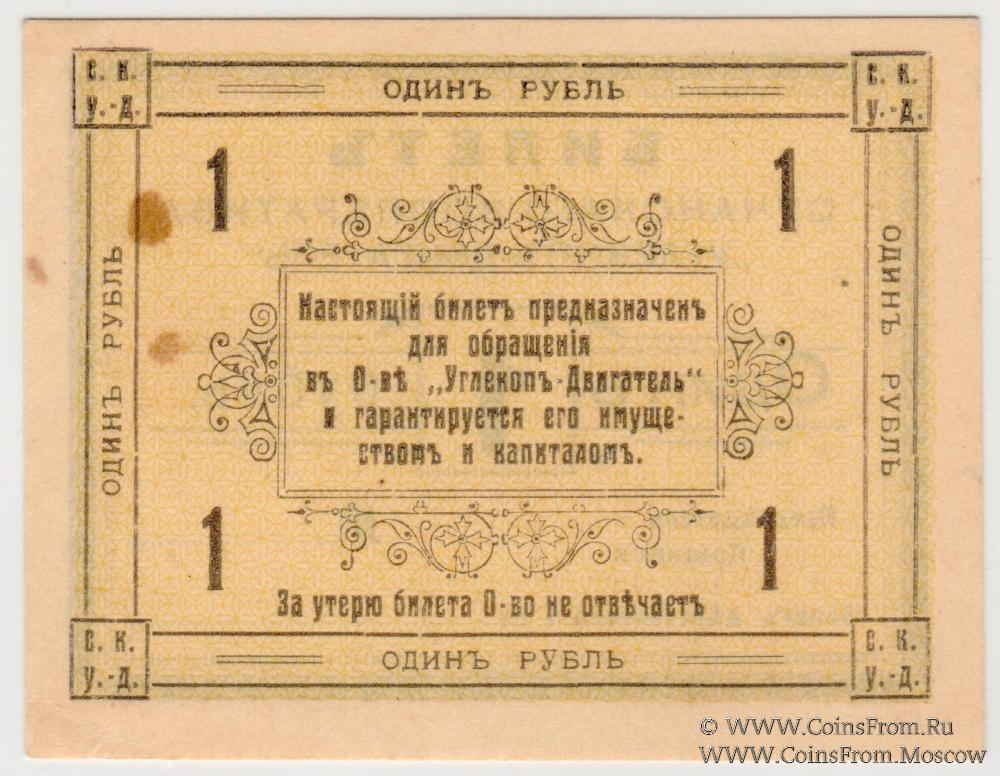 С. К.
У.-Д.
ОДИНЪ РУБЛЬ
С. К.
У.-Д.
1
1
ОДИНЪ РУБЛЬ
ОДИНЪ РУБЛЬ
Настоящій билетъ предназначенъ
для обращенія
въ О-вѣ „Углекопъ-Двигатель“
и гарантируется его имуще-
ствомъ и капиталомъ.
1
1
За утерю билета О-во не отвѣчаетъ
С. К.
У.-Д.
ОДИНЪ РУБЛЬ
С. К.
У.-Д.
© WWW.CoinsFrom.Ru
WWW.CoinsFrom.Moscow